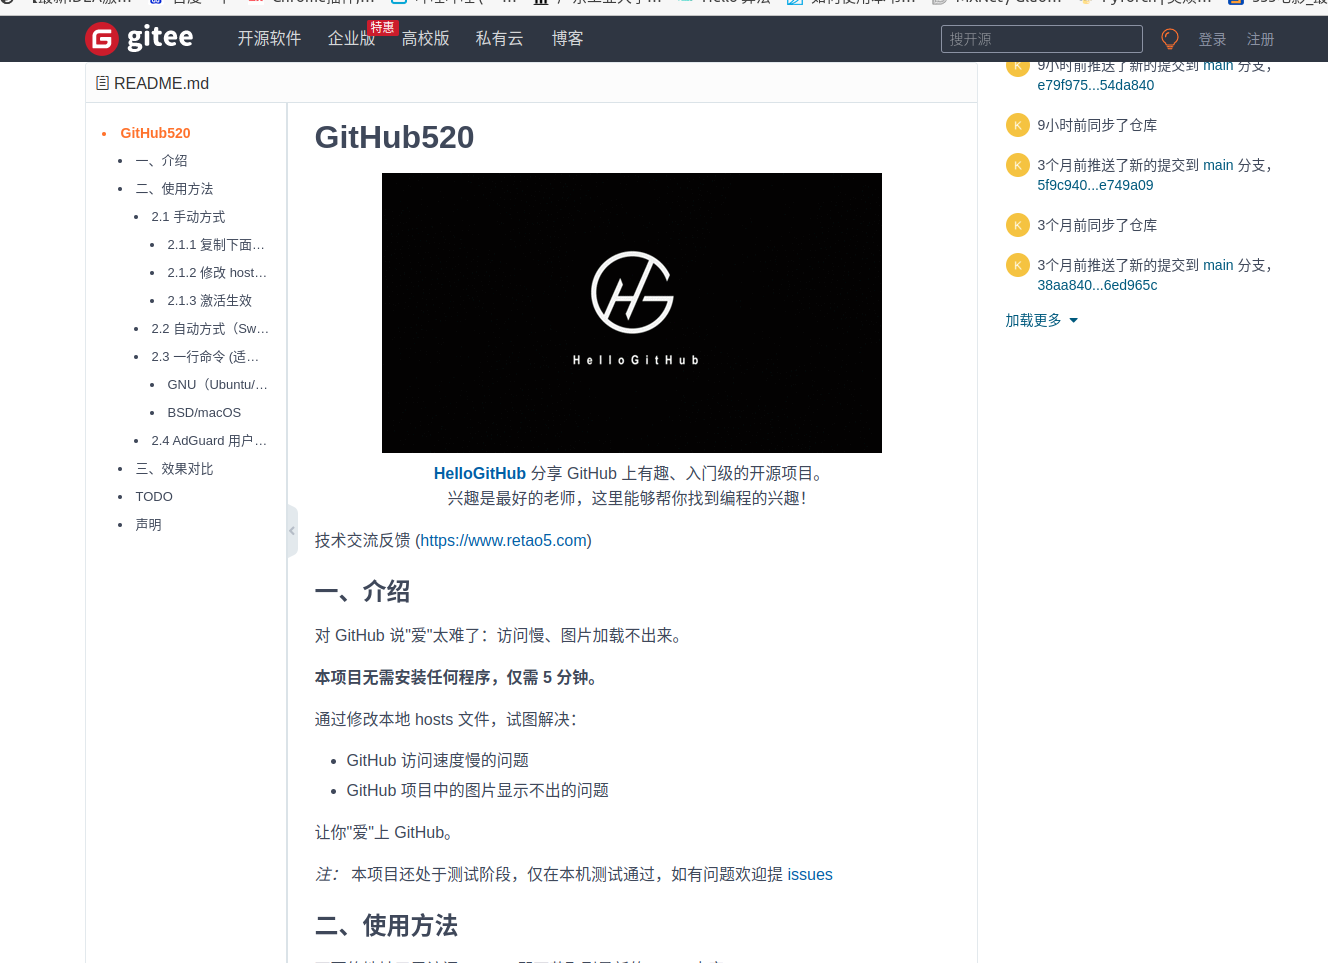 gitee 开源软件 企业版 特惠 高校版 私有云 博客 搜开源 登录 注册
README.md
GitHub520
一、介绍
二、使用方法
2.1 手动方式
2.1.1 复制下面...
2.1.2 修改 host...
2.1.3 激活生效
2.2 自动方式（Sw...
2.3 一行命令 (适...
GNU（Ubuntu/...
BSD/macOS
2.4 AdGuard 用户...
三、效果对比
TODO
声明
GitHub520
HelloGitHub
HelloGitHub 分享 GitHub 上有趣、入门级的开源项目。
兴趣是最好的老师，这里能够帮你找到编程的兴趣！
技术交流反馈 (https://www.retao5.com)
一、介绍
对 GitHub 说"爱"太难了：访问慢、图片加载不出来。
本项目无需安装任何程序，仅需 5 分钟。
通过修改本地 hosts 文件，试图解决：
GitHub 访问速度慢的问题
GitHub 项目中的图片显示不出的问题
让你"爱"上 GitHub。
注： 本项目还处于测试阶段，仅在本机测试通过，如有问题欢迎提 issues
二、使用方法
K 9小时前推送了新的提交到 main 分支，
e79f975...54da840
K 9小时前同步了仓库
K 3个月前推送了新的提交到 main 分支，
5f9c940...e749a09
K 3个月前同步了仓库
K 3个月前推送了新的提交到 main 分支，
38aa840...6ed965c
加载更多